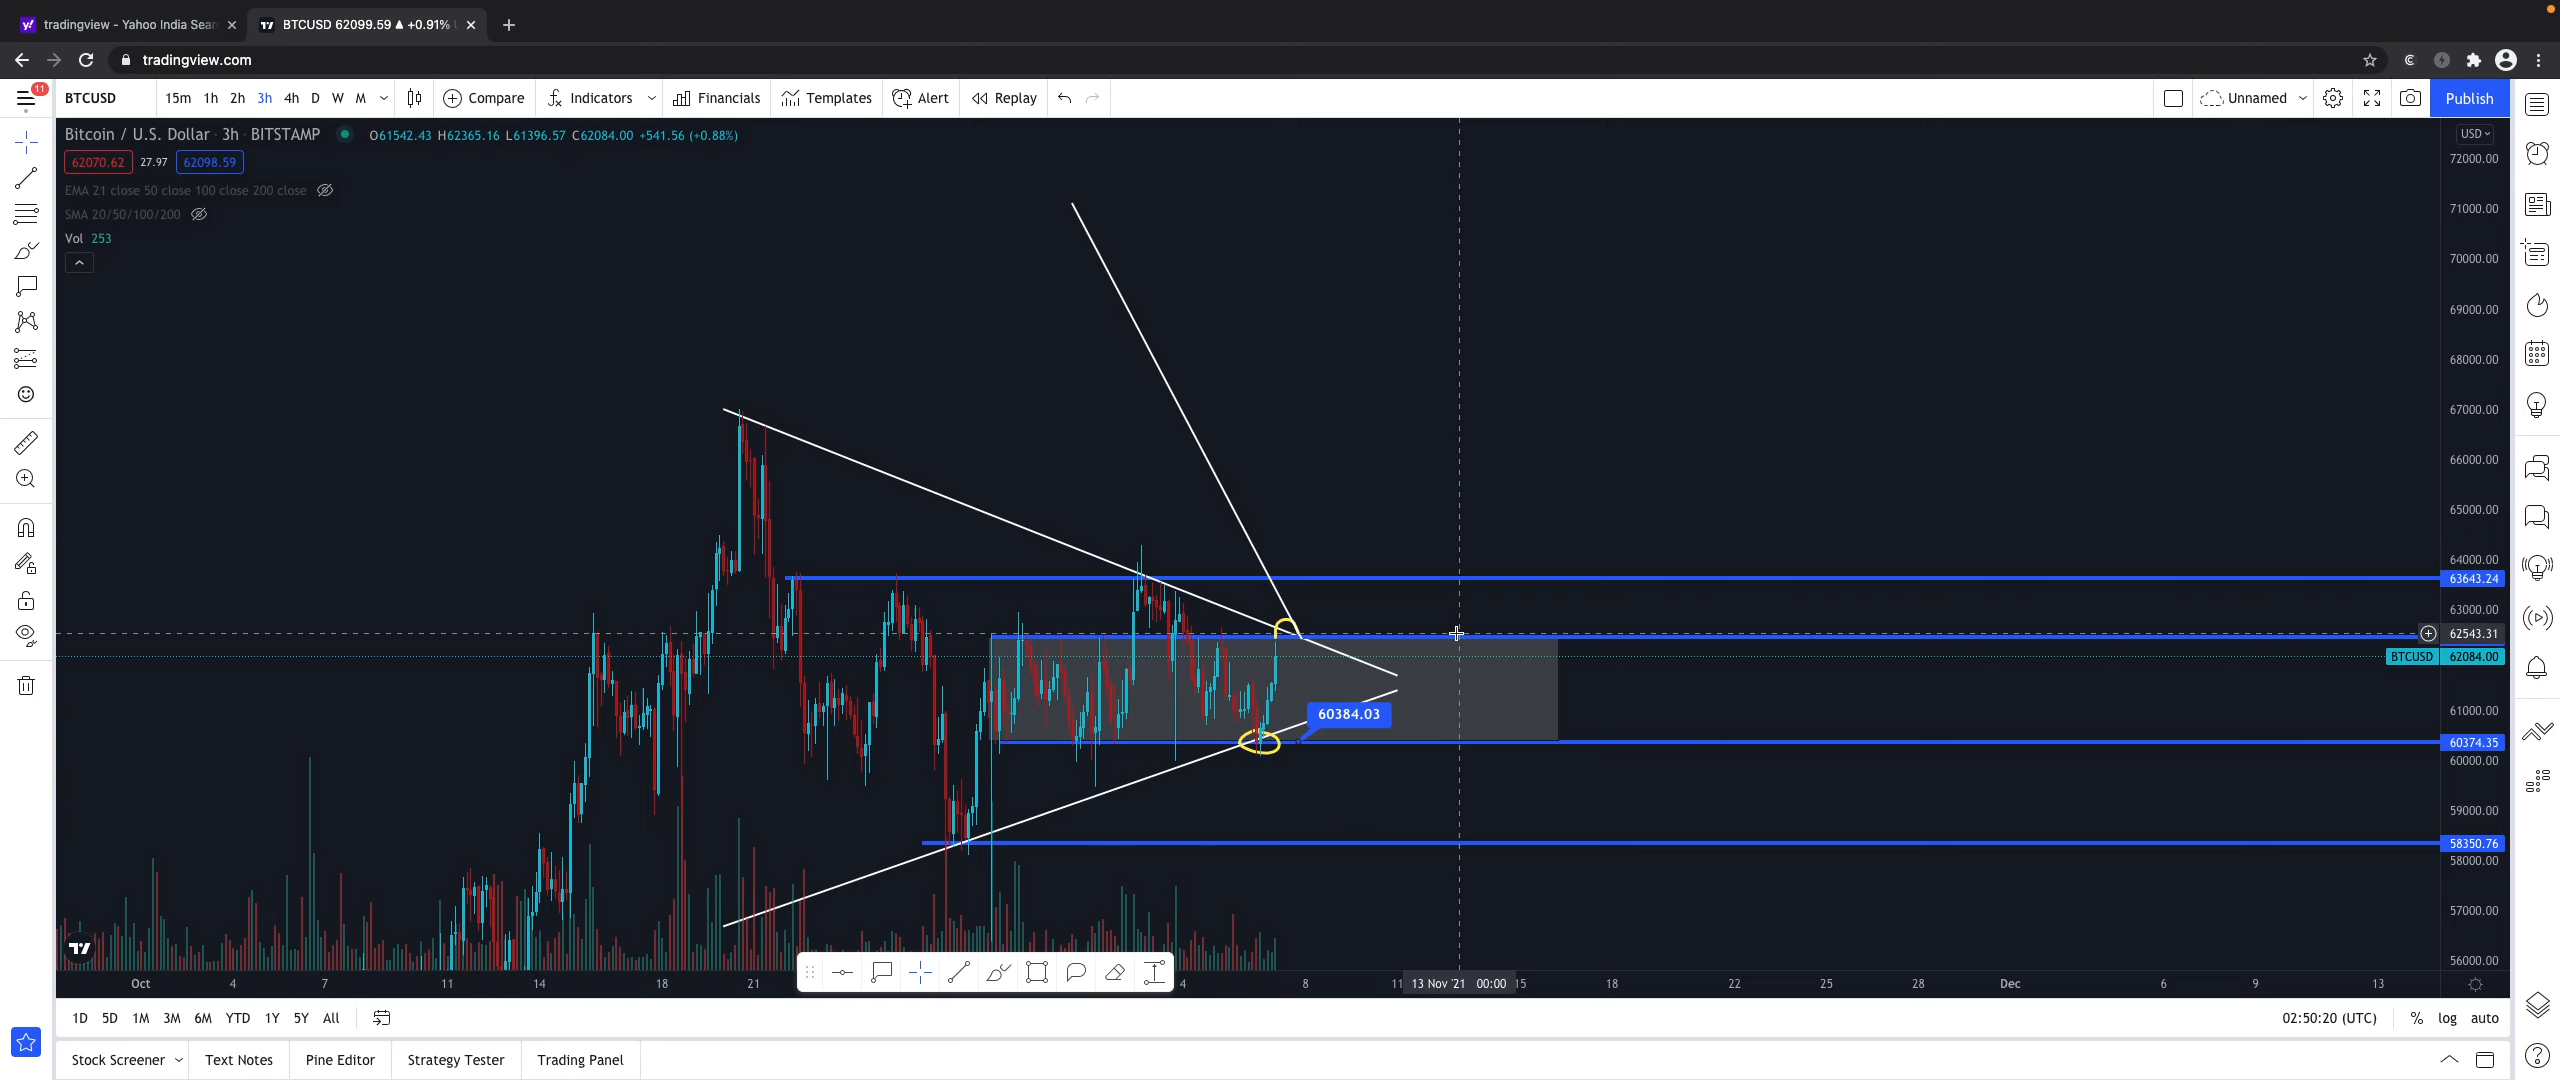 tradingview - Yahoo India Sear
BTCUSD 62099.59 ▲ +0.91%
tradingview.com
11
BTCUSD 15m 1h 2h 3h 4h D W M Compare Indicators Financials Templates Alert Replay Unnamed Publish
Bitcoin / U.S. Dollar · 3h · BITSTAMP O61542.43 H62365.16 L61396.57 C62084.00 +541.56 (+0.88%)
USD
62070.62 27.97 62098.59
EMA 21 close 50 close 100 close 200 close
SMA 20/50/100/200
Vol 253
72000.00
71000.00
70000.00
69000.00
68000.00
67000.00
66000.00
65000.00
64000.00
63643.24
63000.00
62543.31
BTCUSD 62084.00
61000.00
60384.03
60374.35
60000.00
59000.00
58350.76
58000.00
57000.00
56000.00
Oct 4 7 11 14 18 21 4 8 11 13 Nov '21 00:00 15 18 22 25 28 Dec 6 9 13
1D 5D 1M 3M 6M YTD 1Y 5Y All 02:50:20 (UTC) % log auto
Stock Screener Text Notes Pine Editor Strategy Tester Trading Panel